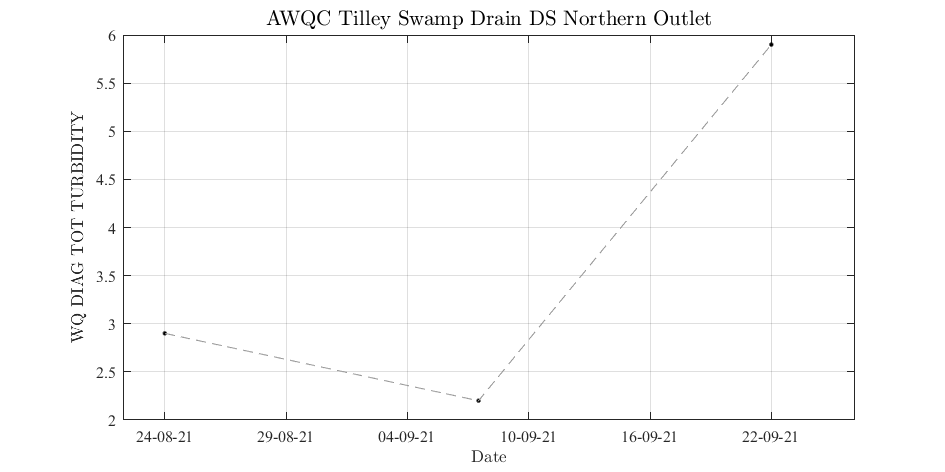 AWQC Tilley Swamp Drain DS Northern Outlet
WQ DIAG TOT TURBIDITY
6
5.5
5
4.5
4
3.5
3
2.5
2
24-08-21 29-08-21 04-09-21 10-09-21 16-09-21 22-09-21
Date